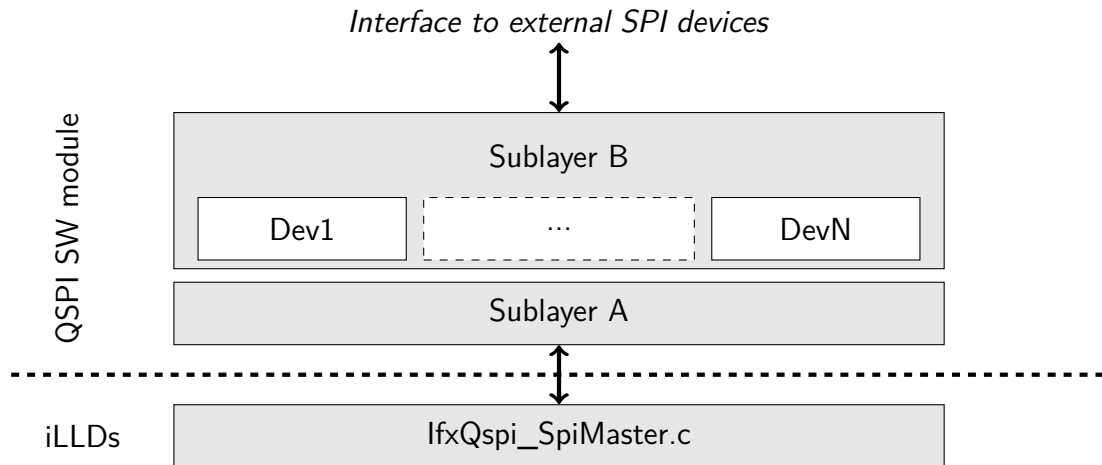 Interface to external SPI devices
QSPI SW module
Sublayer B
Dev1
...
DevN
Sublayer A
iLLDs
IfxQspi_SpiMaster.c